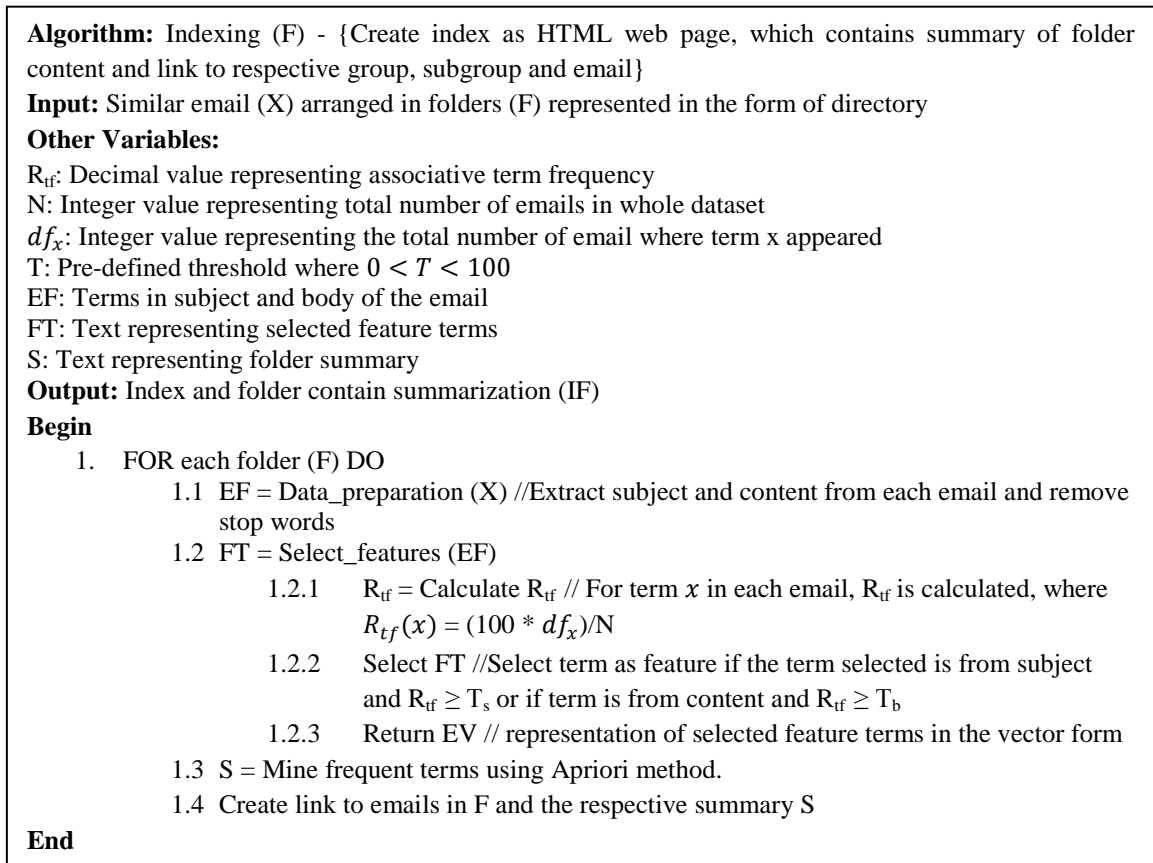 Algorithm: Indexing (F) - {Create index as HTML web page, which contains summary of folder
content and link to respective group, subgroup and email}
Input: Similar email (X) arranged in folders (F) represented in the form of directory
Other Variables:
Rtf: Decimal value representing associative term frequency
N: Integer value representing total number of emails in whole dataset
dfx: Integer value representing the total number of email where term x appeared
T: Pre-defined threshold where 0 < T < 100
EF: Terms in subject and body of the email
FT: Text representing selected feature terms
S: Text representing folder summary
Output: Index and folder contain summarization (IF)
Begin
1. FOR each folder (F) DO
1.1 EF = Data_preparation (X) //Extract subject and content from each email and remove
stop words
1.2 FT = Select_features (EF)
1.2.1 Rtf = Calculate Rtf // For term x in each email, Rtf is calculated, where
Rtf(x) = (100 * dfx)/N
1.2.2 Select FT //Select term as feature if the term selected is from subject
and Rtf ≥ Ts or if term is from content and Rtf ≥ Tb
1.2.3 Return EV // representation of selected feature terms in the vector form
1.3 S = Mine frequent terms using Apriori method.
1.4 Create link to emails in F and the respective summary S
End